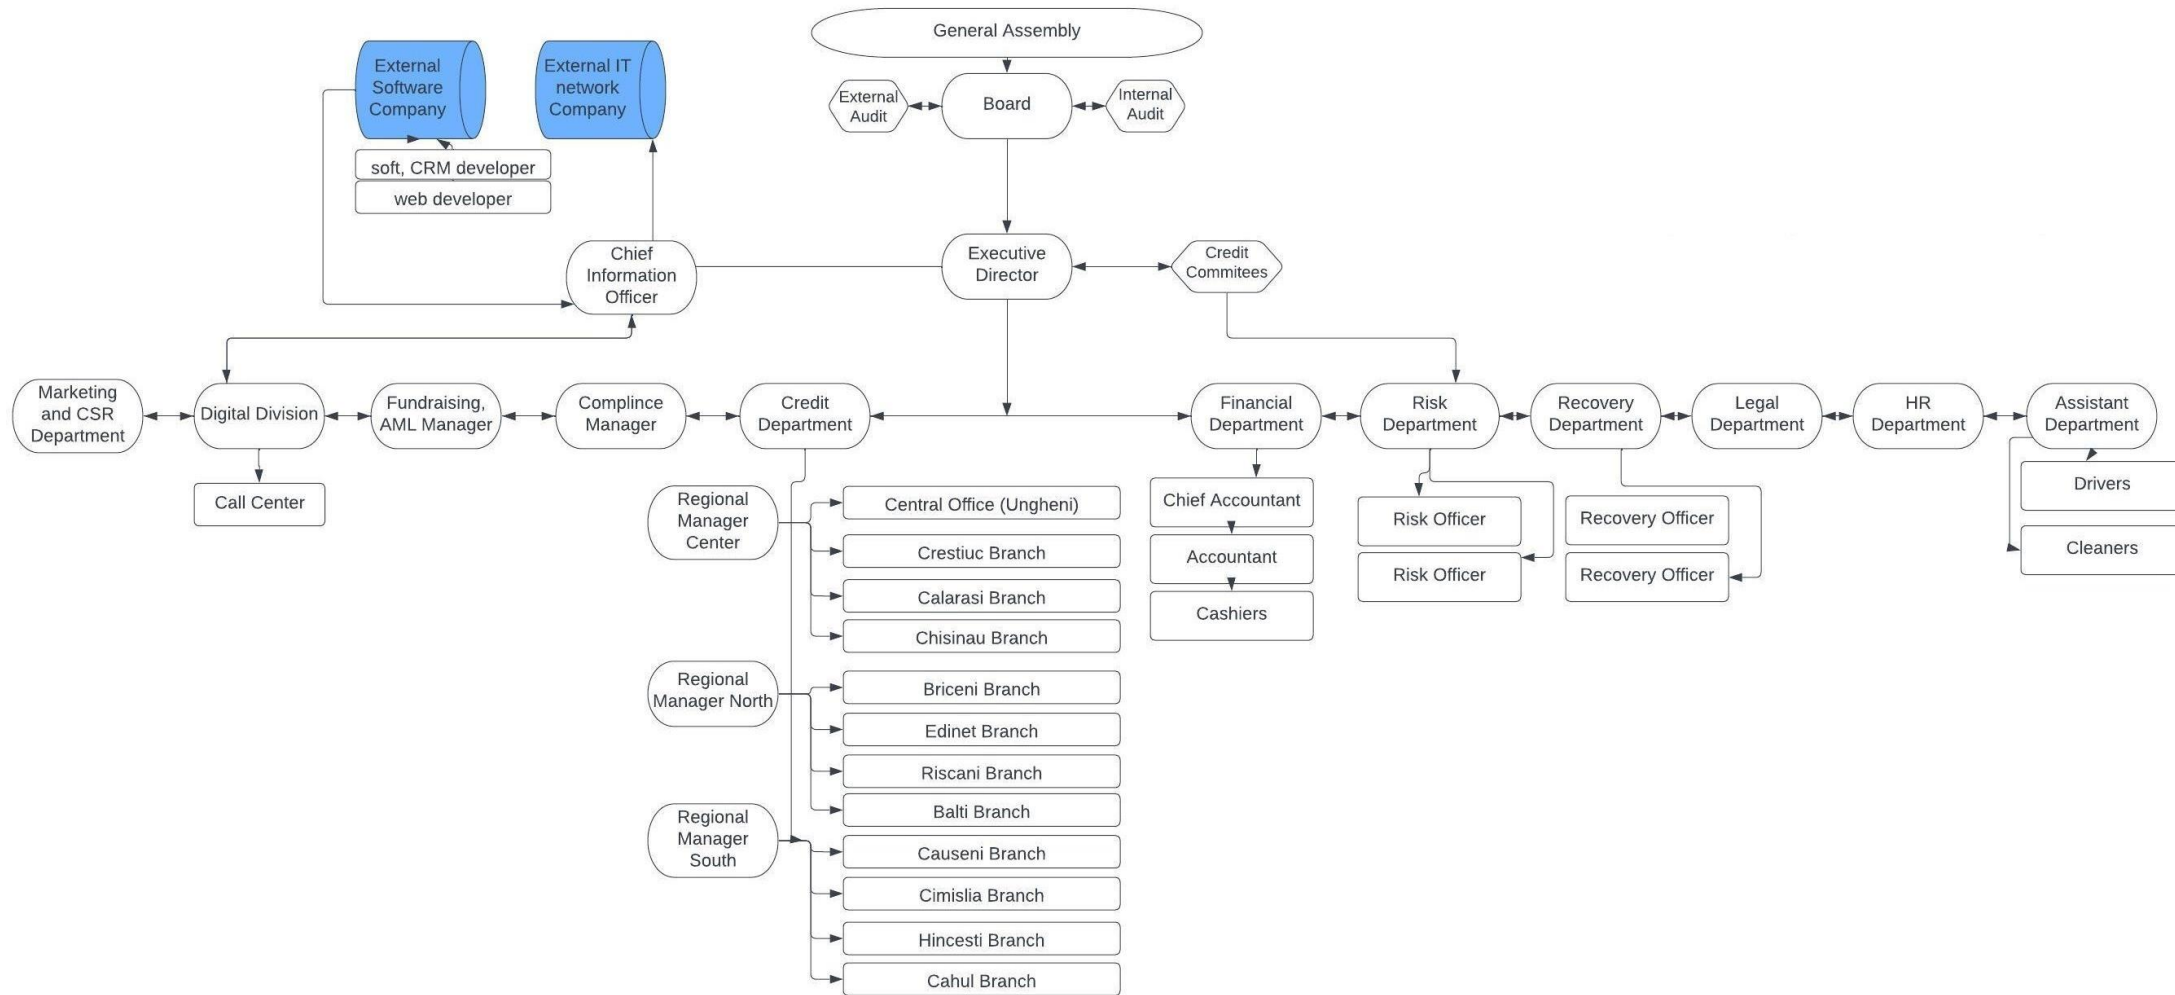 General Assembly
External
Software
Company
External IT
network
Company
External
Audit
Board
Internal
Audit
soft, CRM developer
web developer
Chief
Information
Officer
Executive
Director
Credit
Commitees
Marketing
and CSR
Department
Digital Division
Fundraising,
AML Manager
Complince
Manager
Credit
Department
Financial
Department
Risk
Department
Recovery
Department
Legal
Department
HR
Department
Assistant
Department
Call Center
Regional
Manager
Center
Central Office (Ungheni)
Crestiuc Branch
Calarasi Branch
Chisinau Branch
Chief Accountant
Accountant
Cashiers
Risk Officer
Risk Officer
Recovery Officer
Recovery Officer
Drivers
Cleaners
Regional
Manager North
Briceni Branch
Edinet Branch
Riscani Branch
Balti Branch
Regional
Manager
South
Causeni Branch
Cimislia Branch
Hincesti Branch
Cahul Branch